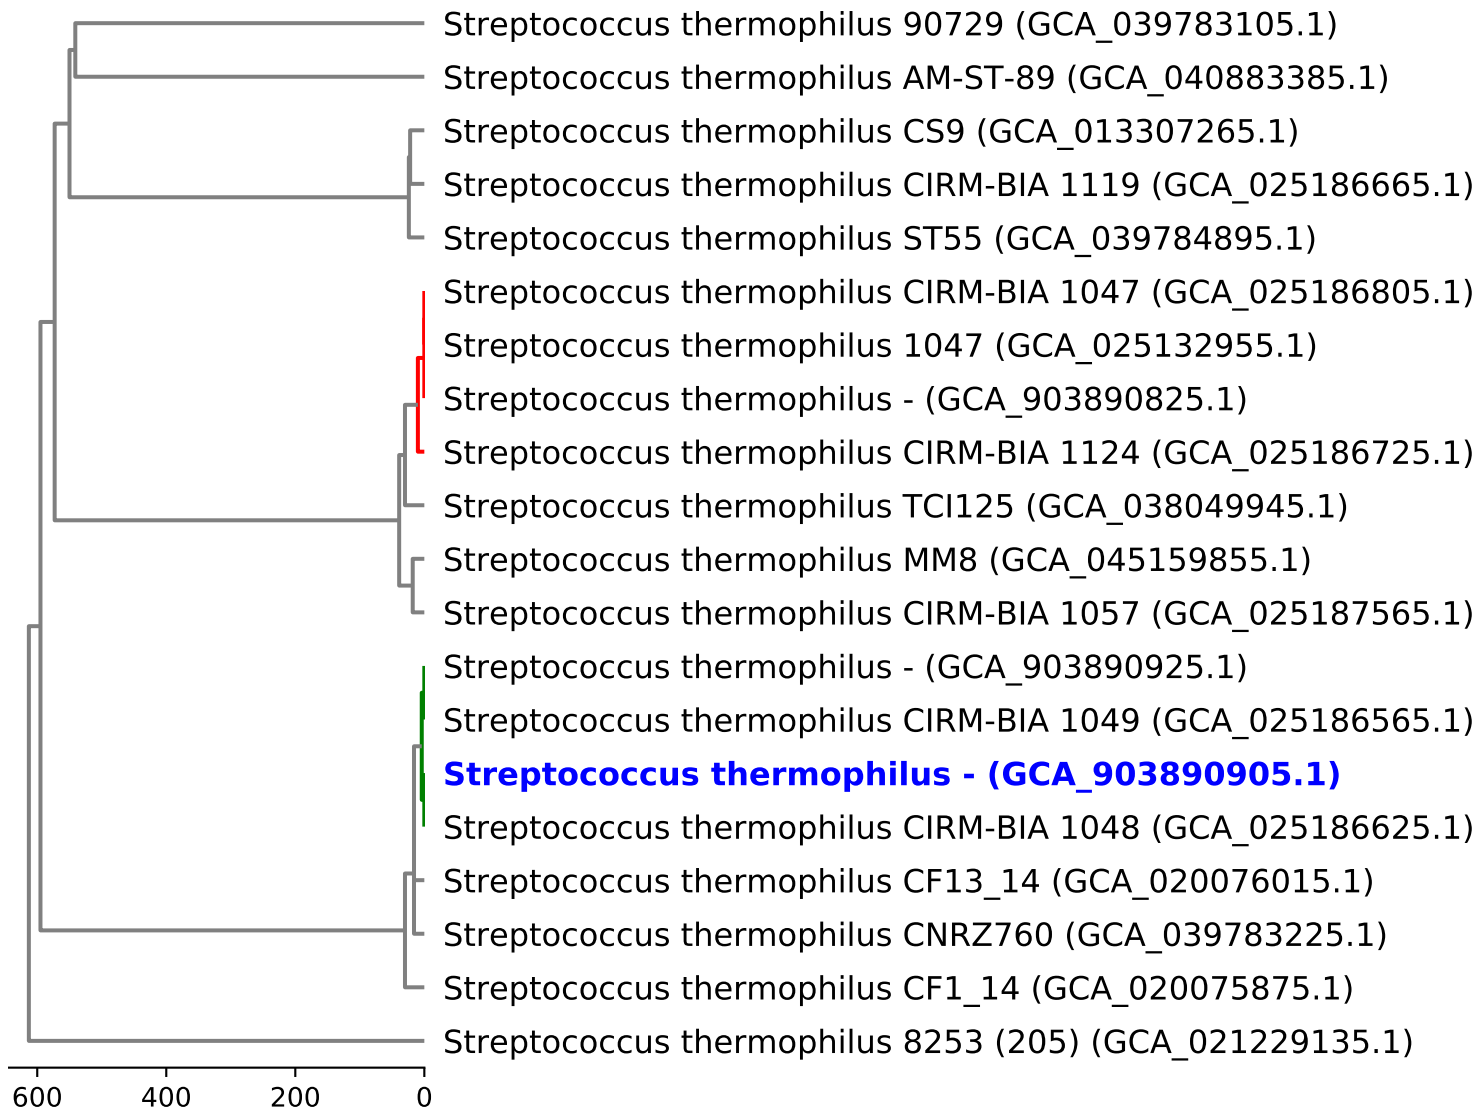 Streptococcus thermophilus 90729 (GCA_039783105.1)
Streptococcus thermophilus AM-ST-89 (GCA_040883385.1)
Streptococcus thermophilus CS9 (GCA_013307265.1)
Streptococcus thermophilus CIRM-BIA 1119 (GCA_025186665.1)
Streptococcus thermophilus ST55 (GCA_039784895.1)
Streptococcus thermophilus CIRM-BIA 1047 (GCA_025186805.1)
Streptococcus thermophilus 1047 (GCA_025132955.1)
Streptococcus thermophilus - (GCA_903890825.1)
Streptococcus thermophilus CIRM-BIA 1124 (GCA_025186725.1)
Streptococcus thermophilus TCI125 (GCA_038049945.1)
Streptococcus thermophilus MM8 (GCA_045159855.1)
Streptococcus thermophilus CIRM-BIA 1057 (GCA_025187565.1)
Streptococcus thermophilus - (GCA_903890925.1)
Streptococcus thermophilus CIRM-BIA 1049 (GCA_025186565.1)
Streptococcus thermophilus - (GCA_903890905.1)
Streptococcus thermophilus CIRM-BIA 1048 (GCA_025186625.1)
Streptococcus thermophilus CF13_14 (GCA_020076015.1)
Streptococcus thermophilus CNRZ760 (GCA_039783225.1)
Streptococcus thermophilus CF1_14 (GCA_020075875.1)
Streptococcus thermophilus 8253 (205) (GCA_021229135.1)
600 400 200 0